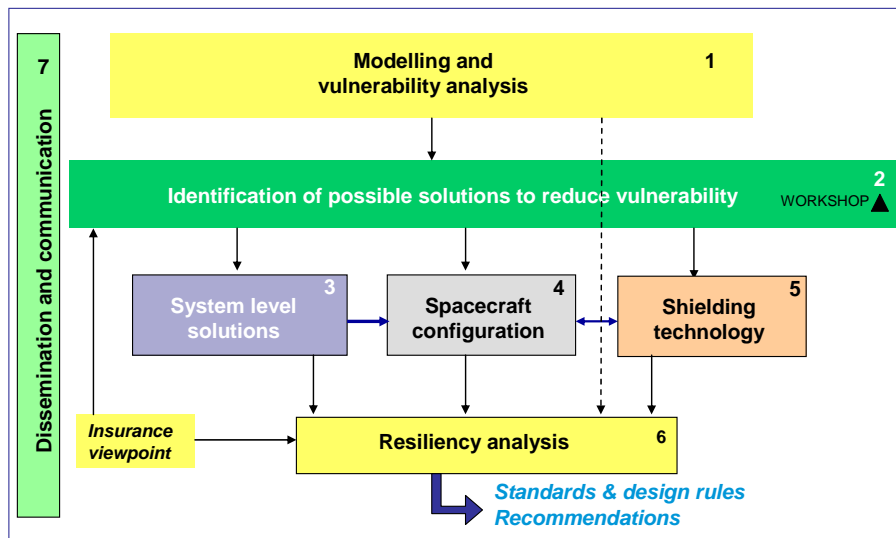 7
Dissemination and communication
Modelling and
vulnerability analysis
1
Identification of possible solutions to reduce vulnerability
2
WORKSHOP
System level
solutions
3
Spacecraft
configuration
4
Shielding
technology
5
Insurance
viewpoint
Resiliency analysis
6
Standards & design rules
Recommendations